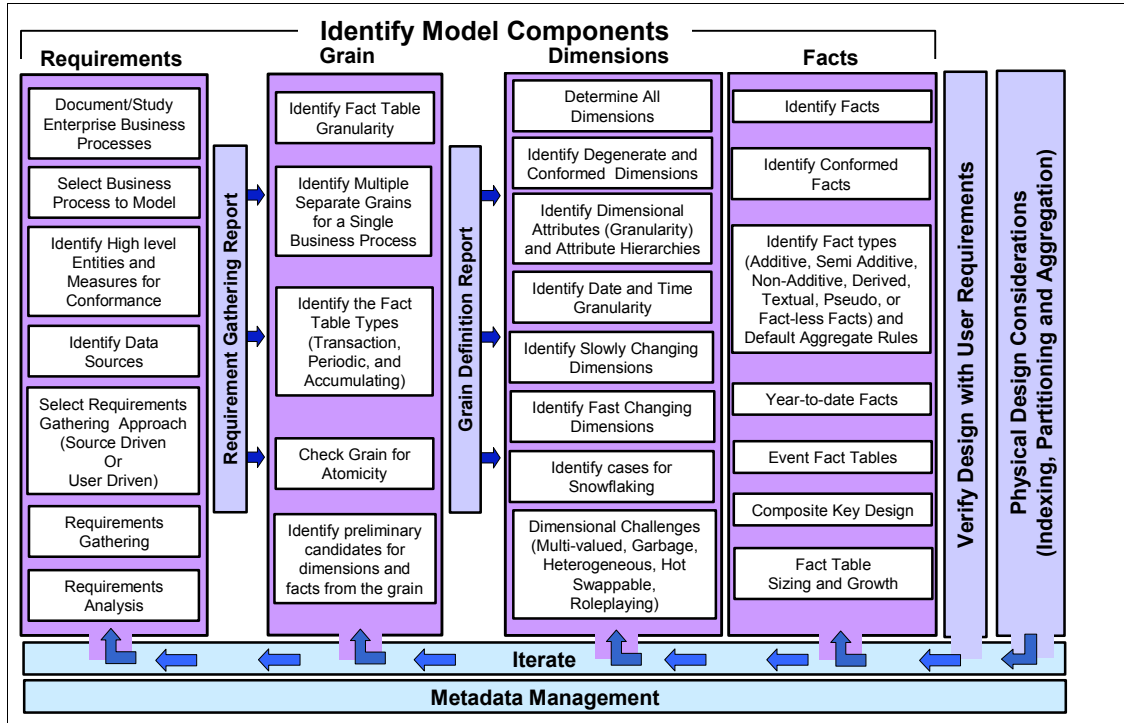 Identify Model Components
Requirements
Document/Study
Enterprise Business
Processes
Select Business
Process to Model
Identify High level
Entities and
Measures for
Conformance
Identify Data
Sources
Select Requirements
Gathering Approach
(Source Driven
Or
User Driven)
Requirements
Gathering
Requirements
Analysis
Requirement Gathering Report
Grain
Identify Fact Table
Granularity
Identify Multiple
Separate Grains
for a Single
Business Process
Identify the Fact
Table Types
(Transaction,
Periodic, and
Accumulating)
Check Grain for
Atomicity
Identify preliminary
candidates for
dimensions and
facts from the grain
Grain Definition Report
Dimensions
Determine All
Dimensions
Identify Degenerate and
Conformed Dimensions
Identify Dimensional
Attributes (Granularity)
and Attribute Hierarchies
Identify Date and Time
Granularity
Identify Slowly Changing
Dimensions
Identify Fast Changing
Dimensions
Identify cases for
Snowflaking
Dimensional Challenges
(Multi-valued, Garbage,
Heterogeneous, Hot
Swappable,
Roleplaying)
Facts
Identify Facts
Identify Conformed
Facts
Identify Fact types
(Additive, Semi Additive,
Non-Additive, Derived,
Textual, Pseudo, or
Fact-less Facts) and
Default Aggregate Rules
Year-to-date Facts
Event Fact Tables
Composite Key Design
Fact Table
Sizing and Growth
Verify Design with User Requirements
Physical Design Considerations
(Indexing, Partitioning and Aggregation)
Iterate
Metadata Management